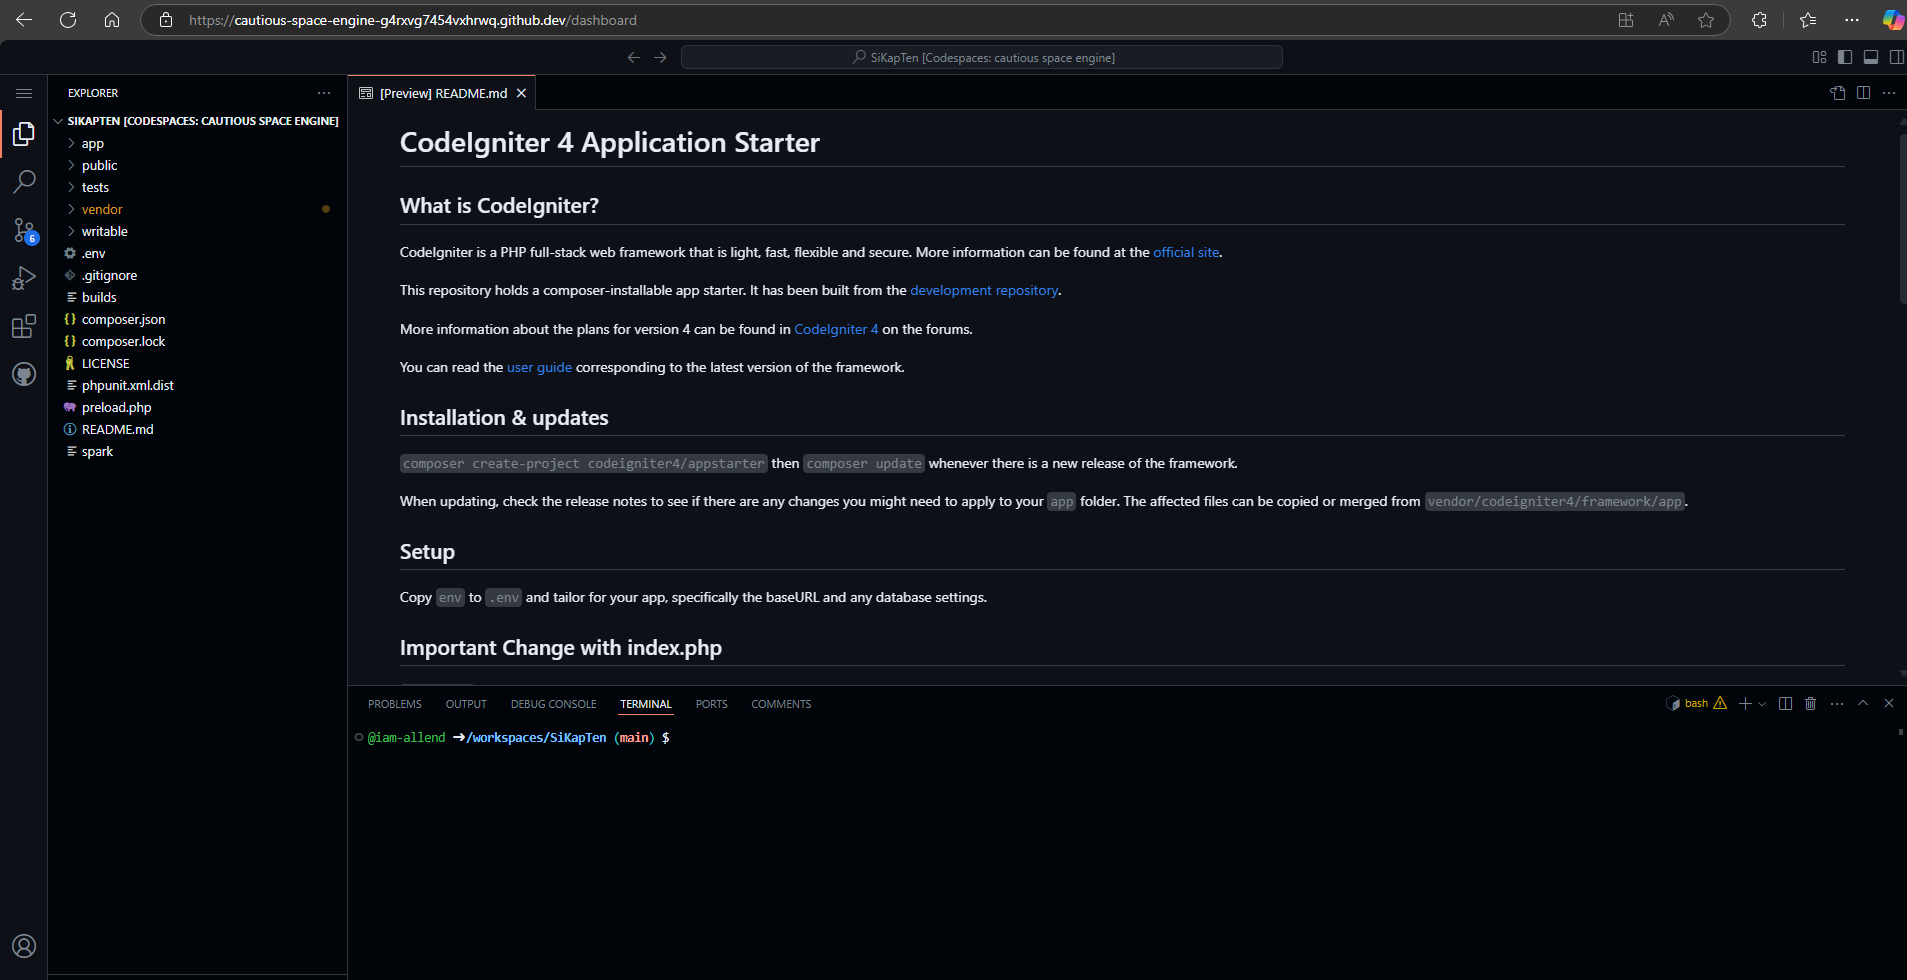 https://cautious-space-engine-g4rxvg7454vxhrwq.github.dev/dashboard
SiKapTen [Codespaces: cautious space engine]
EXPLORER
SIKAPTEN [CODESPACES: CAUTIOUS SPACE ENGINE]
app
public
tests
vendor
writable
.env
.gitignore
builds
composer.json
composer.lock
LICENSE
phpunit.xml.dist
preload.php
README.md
spark
6
[Preview] README.md
CodeIgniter 4 Application Starter
What is CodeIgniter?
CodeIgniter is a PHP full-stack web framework that is light, fast, flexible and secure. More information can be found at the official site.
This repository holds a composer-installable app starter. It has been built from the development repository.
More information about the plans for version 4 can be found in CodeIgniter 4 on the forums.
You can read the user guide corresponding to the latest version of the framework.
Installation & updates
composer create-project codeigniter4/appstarter then composer update whenever there is a new release of the framework.
When updating, check the release notes to see if there are any changes you might need to apply to your app folder. The affected files can be copied or merged from vendor/codeigniter4/framework/app.
Setup
Copy env to .env and tailor for your app, specifically the baseURL and any database settings.
Important Change with index.php
PROBLEMS OUTPUT DEBUG CONSOLE TERMINAL PORTS COMMENTS
bash
@iam-allend ➜/workspaces/SiKapTen (main) $